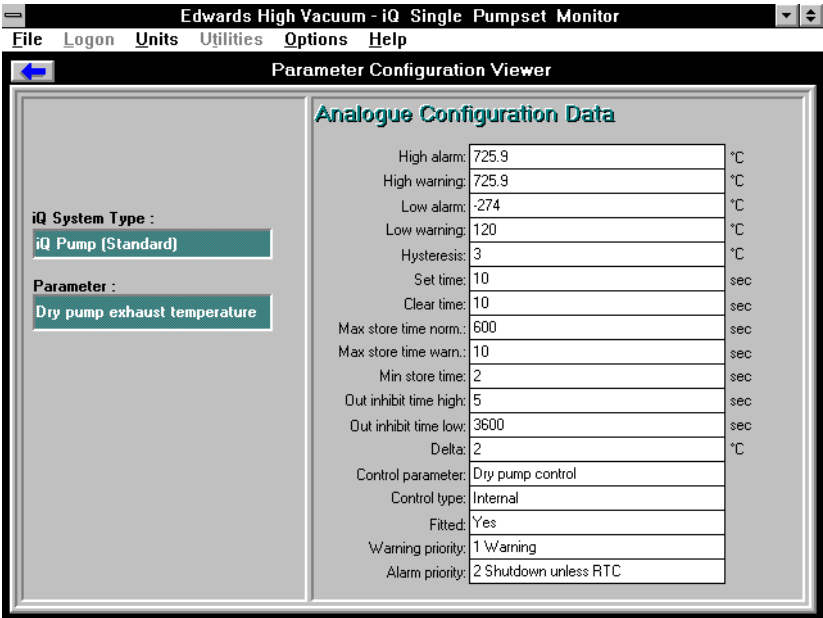 Edwards High Vacuum - iQ Single Pumpset Monitor
File Logon Units Utilities Options Help
Parameter Configuration Viewer
iQ System Type :
iQ Pump (Standard)
Parameter :
Dry pump exhaust temperature
Analogue Configuration Data
High alarm: 725.9 °C
High warning: 725.9 °C
Low alarm: -274 °C
Low warning: 120 °C
Hysteresis: 3 °C
Set time: 10 sec
Clear time: 10 sec
Max store time norm.: 600 sec
Max store time warn.: 10 sec
Min store time: 2 sec
Out inhibit time high: 5 sec
Out inhibit time low: 3600 sec
Delta: 2 °C
Control parameter: Dry pump control
Control type: Internal
Fitted: Yes
Warning priority: 1 Warning
Alarm priority: 2 Shutdown unless RTC